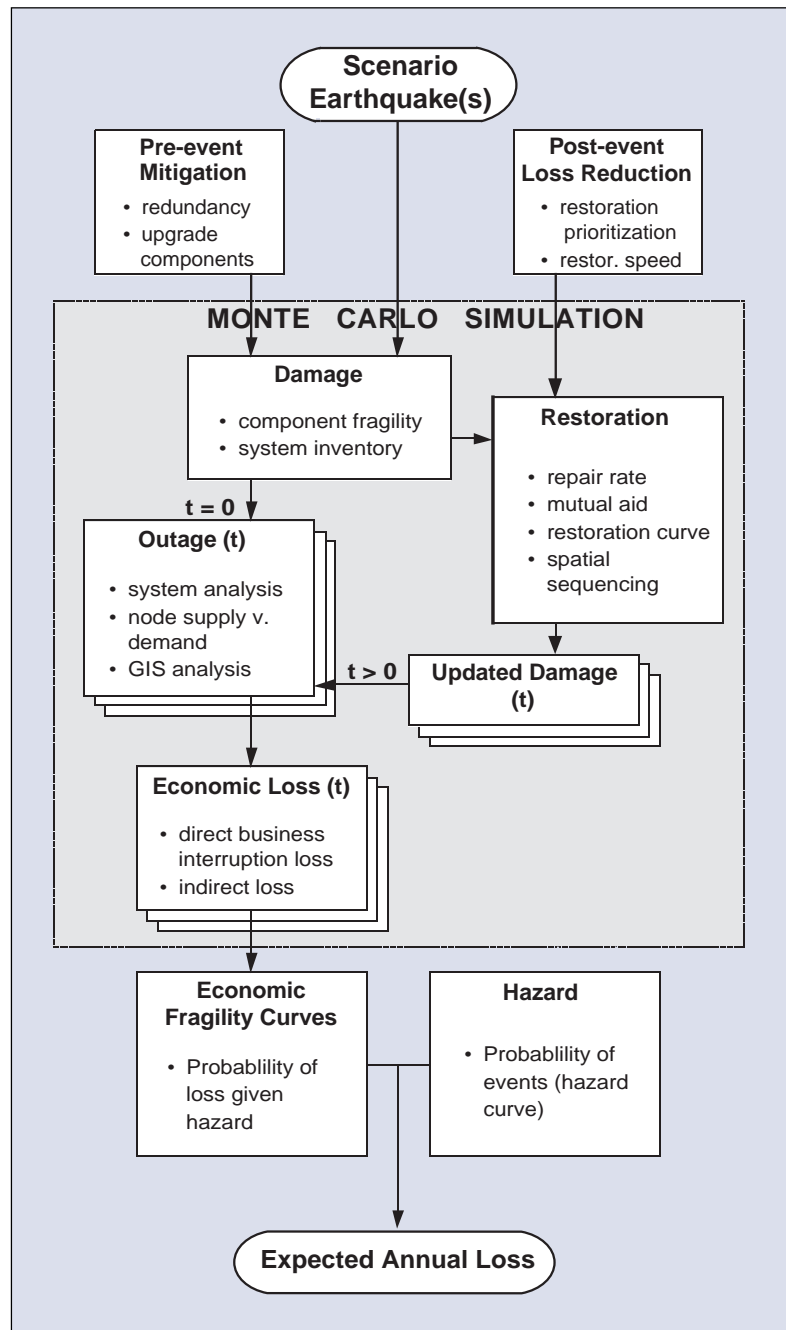 Scenario
Earthquake(s)
Pre-event
Mitigation
• redundancy
• upgrade
components
Post-event
Loss Reduction
• restoration
prioritization
• restor. speed
MONTE CARLO SIMULATION
Damage
• component fragility
• system inventory
Restoration
• repair rate
• mutual aid
• restoration curve
• spatial
sequencing
t = 0
Outage (t)
• system analysis
• node supply v.
demand
• GIS analysis
t > 0
Updated Damage
(t)
Economic Loss (t)
• direct business
interruption loss
• indirect loss
Economic
Fragility Curves
• Probablility of
loss given
hazard
Hazard
• Probablility of
events (hazard
curve)
Expected Annual Loss